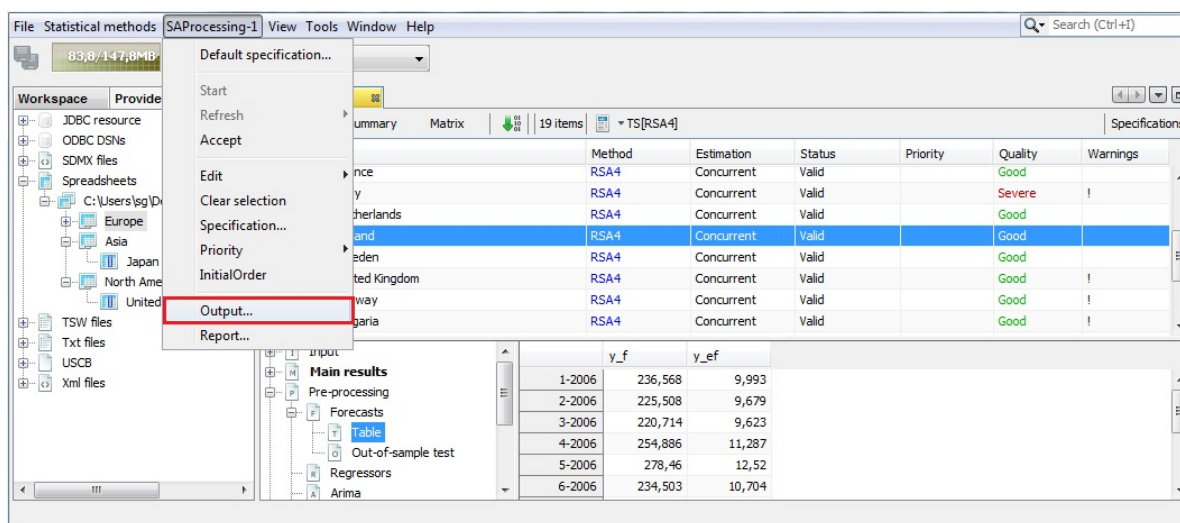 File Statistical methods SAProcessing-1 View Tools Window Help
Search (Ctrl+I)
83,8/147,8MB
Default specification...
Start
Refresh
Accept
Edit
Clear selection
Specification...
Priority
InitialOrder
Output...
Report...
Workspace Provide
JDBC resource
ODBC DSNs
SDMX files
Spreadsheets
C:\Users\sg\D
Europe
Asia
Japan
North Ame
United
TSW files
Txt files
USCB
Xml files
ummary Matrix 19 items TS[RSA4] Specifications
Method Estimation Status Priority Quality Warnings
nce RSA4 Concurrent Valid Good
y RSA4 Concurrent Valid Severe !
herlands RSA4 Concurrent Valid Good
and RSA4 Concurrent Valid Good
eden RSA4 Concurrent Valid Good
ted Kingdom RSA4 Concurrent Valid Good !
way RSA4 Concurrent Valid Good !
garia RSA4 Concurrent Valid Good !
I Input
M Main results
P Pre-processing
F Forecasts
T Table
O Out-of-sample test
R Regressors
A Arima
y_f y_ef
1-2006 236,568 9,993
2-2006 225,508 9,679
3-2006 220,714 9,623
4-2006 254,886 11,287
5-2006 278,46 12,52
6-2006 234,503 10,704